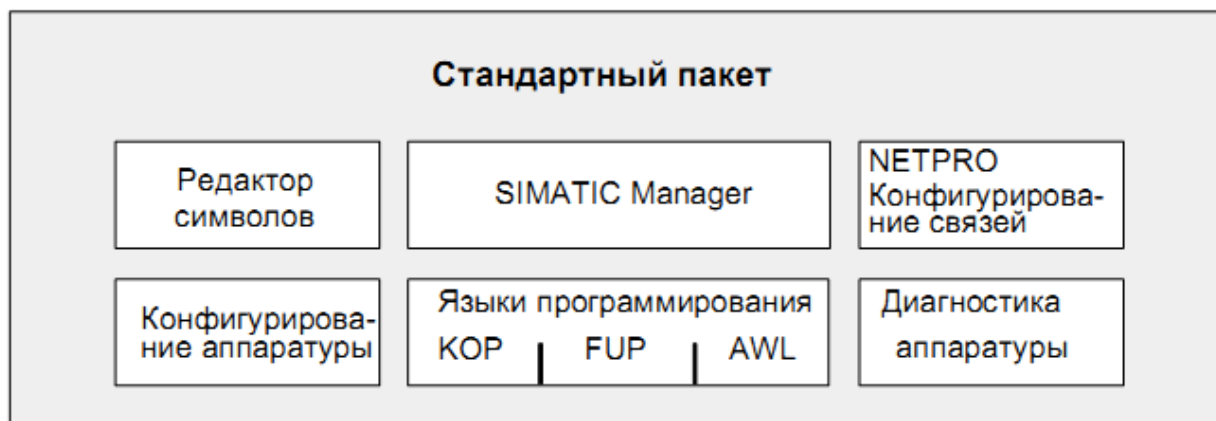 Стандартный пакет
Редактор
символов
SIMATIC Manager
NETPRO
Конфигурирова-
ние связей
Конфигурирова-
ние аппаратуры
Языки программирования
KOP FUP AWL
Диагностика
аппаратуры